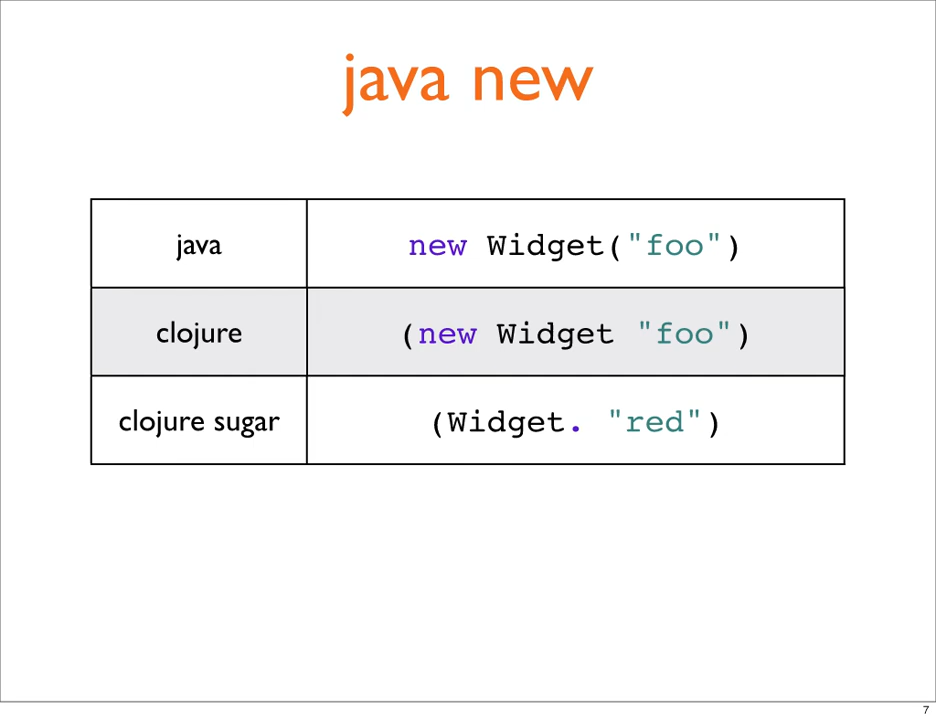 java new
java new Widget("foo")
clojure (new Widget "foo")
clojure sugar (Widget. "red")
7